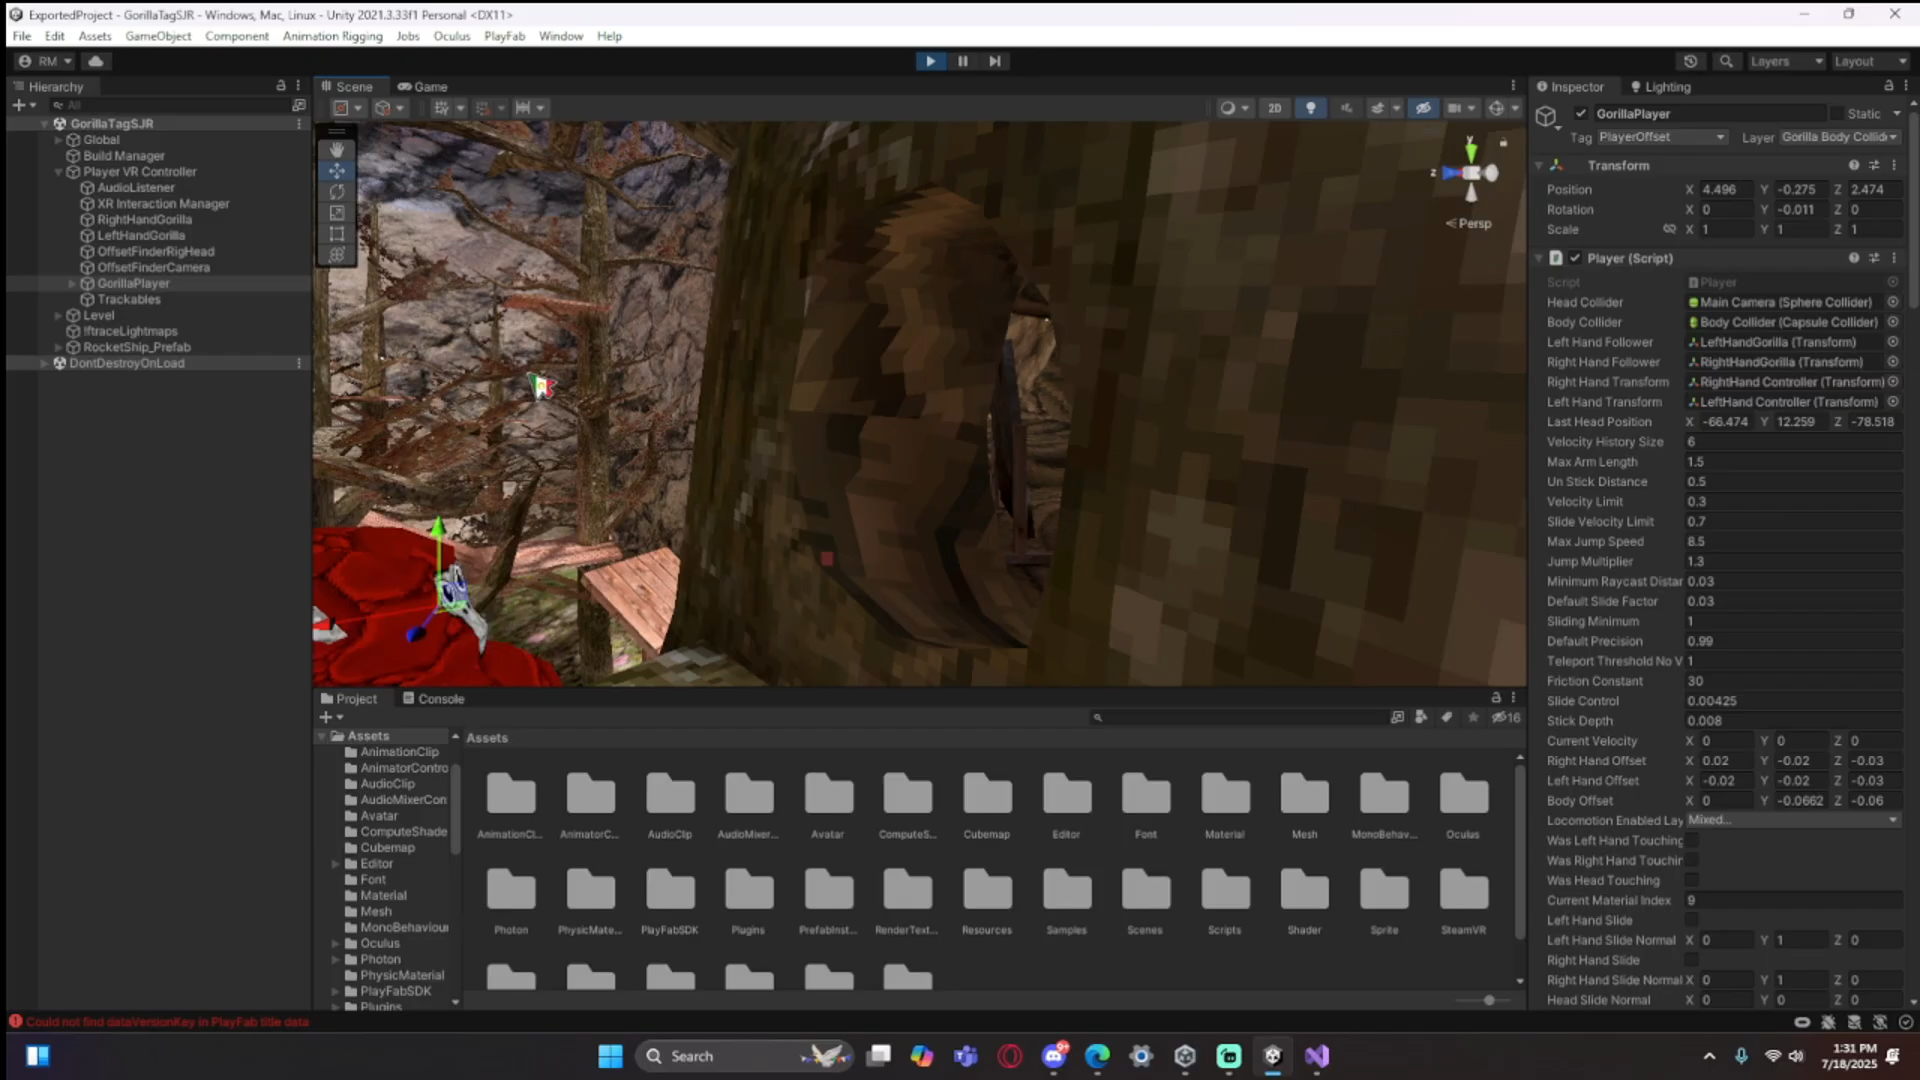 ExportedProject - GorillaTagSJR - Windows, Mac, Linux - Unity 2021.3.33f1 Personal <DX11>
File Edit Assets GameObject Component Animation Rigging Jobs Oculus PlayFab Window Help
RM Layers Layout
Hierarchy
All
GorillaTagSJR
Global
Build Manager
Player VR Controller
AudioListener
XR Interaction Manager
RightHandGorilla
LeftHandGorilla
OffsetFinderRigHead
OffsetFinderCamera
GorillaPlayer
Trackables
Level
!ftraceLightmaps
RocketShip_Prefab
DontDestroyOnLoad
Scene Game
2D
y
z
Persp
Inspector Lighting
GorillaPlayer Static
Tag PlayerOffset Layer Gorilla Body Collid
Transform
Position X 4.496 Y -0.275 Z 2.474
Rotation X 0 Y -0.011 Z 0
Scale X 1 Y 1 Z 1
Player (Script)
Script Player
Head Collider Main Camera (Sphere Collider)
Body Collider Body Collider (Capsule Collider)
Left Hand Follower LeftHandGorilla (Transform)
Right Hand Follower RightHandGorilla (Transform)
Right Hand Transform RightHand Controller (Transform)
Left Hand Transform LeftHand Controller (Transform)
Last Head Position X -66.474 Y 12.259 Z -78.518
Velocity History Size 6
Max Arm Length 1.5
Un Stick Distance 0.5
Velocity Limit 0.3
Slide Velocity Limit 0.7
Max Jump Speed 8.5
Jump Multiplier 1.3
Minimum Raycast Distar 0.03
Default Slide Factor 0.03
Sliding Minimum 1
Default Precision 0.99
Teleport Threshold No V 1
Friction Constant 30
Slide Control 0.00425
Stick Depth 0.008
Current Velocity X 0 Y 0 Z 0
Right Hand Offset X 0.02 Y -0.02 Z -0.03
Left Hand Offset X -0.02 Y -0.02 Z -0.03
Body Offset X 0 Y -0.0662 Z -0.06
Locomotion Enabled Lay Mixed...
Was Left Hand Touching
Was Right Hand Touchin
Was Head Touching
Current Material Index 9
Left Hand Slide
Left Hand Slide Normal X 0 Y 1 Z 0
Right Hand Slide
Right Hand Slide Normal X 0 Y 1 Z 0
Head Slide Normal X 0 Y 0 Z 0
Project Console
16
Assets
AnimationClip
AnimatorContro
AudioClip
AudioMixerCon
Avatar
ComputeShade
Cubemap
Editor
Font
Material
Mesh
MonoBehaviour
Oculus
Photon
PhysicMaterial
PlayFabSDK
Plugins
Assets
AnimationCl... AnimatorC... AudioClip AudioMixer... Avatar ComputeS... Cubemap Editor Font Material Mesh MonoBehav... Oculus
Photon PhysicMate... PlayFabSDK Plugins PrefabInst... RenderText... Resources Samples Scenes Scripts Shader Sprite SteamVR
Could not find dataVersionKey in PlayFab title data
Search
9+
1:31 PM
7/18/2025